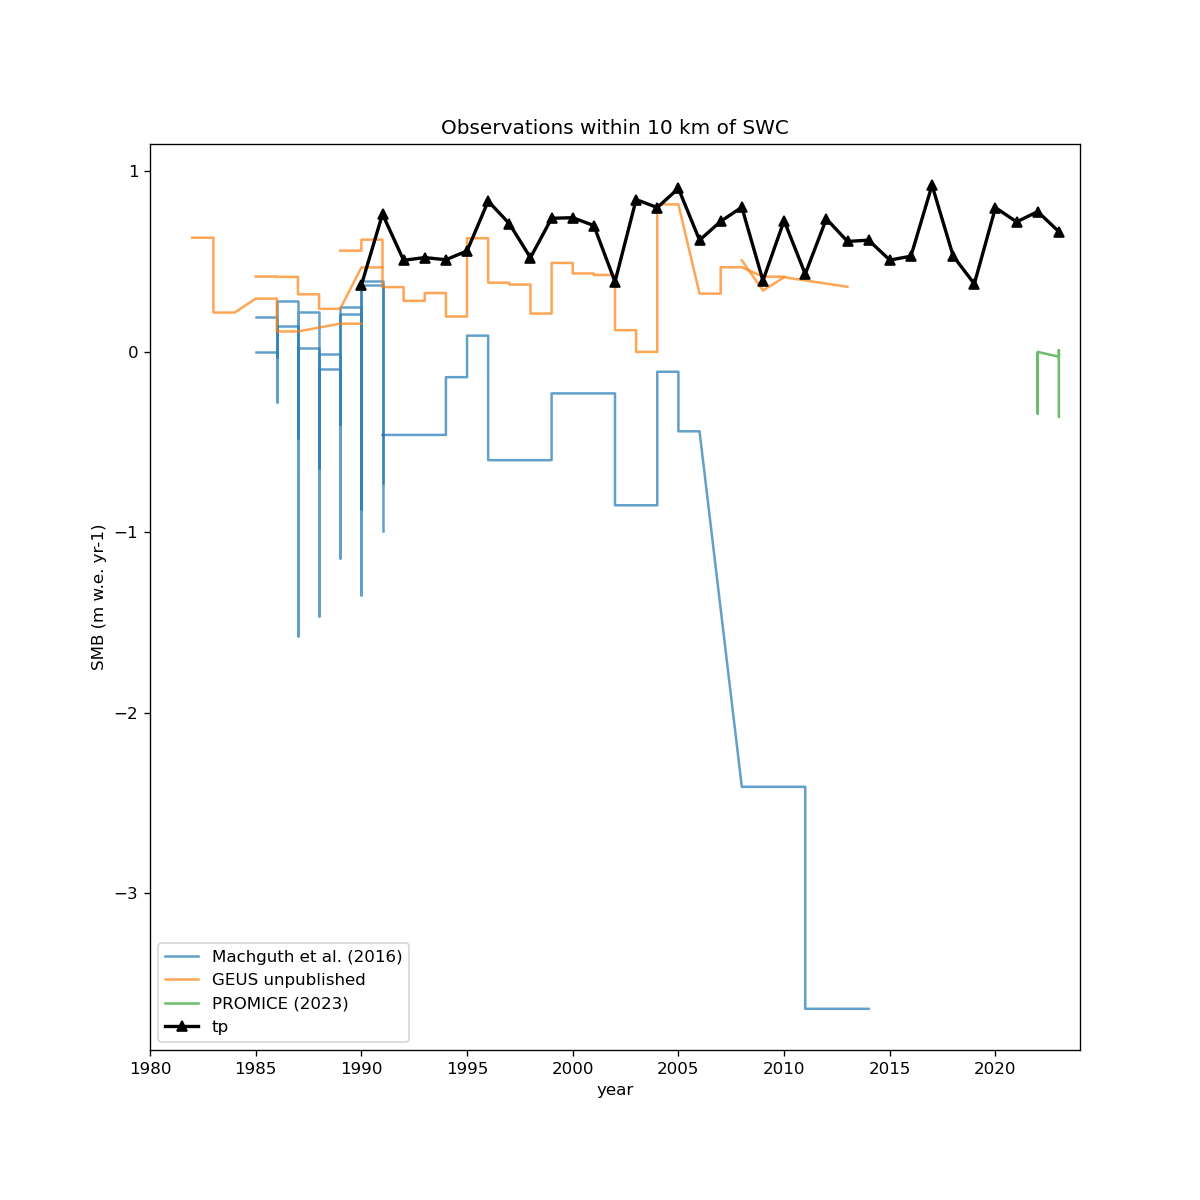 Observations within 10 km of SWC
1
0
−1
−2
−3
SMB (m w.e. yr-1)
Machguth et al. (2016)
GEUS unpublished
PROMICE (2023)
tp
1980 1985 1990 1995 2000 2005 2010 2015 2020
year